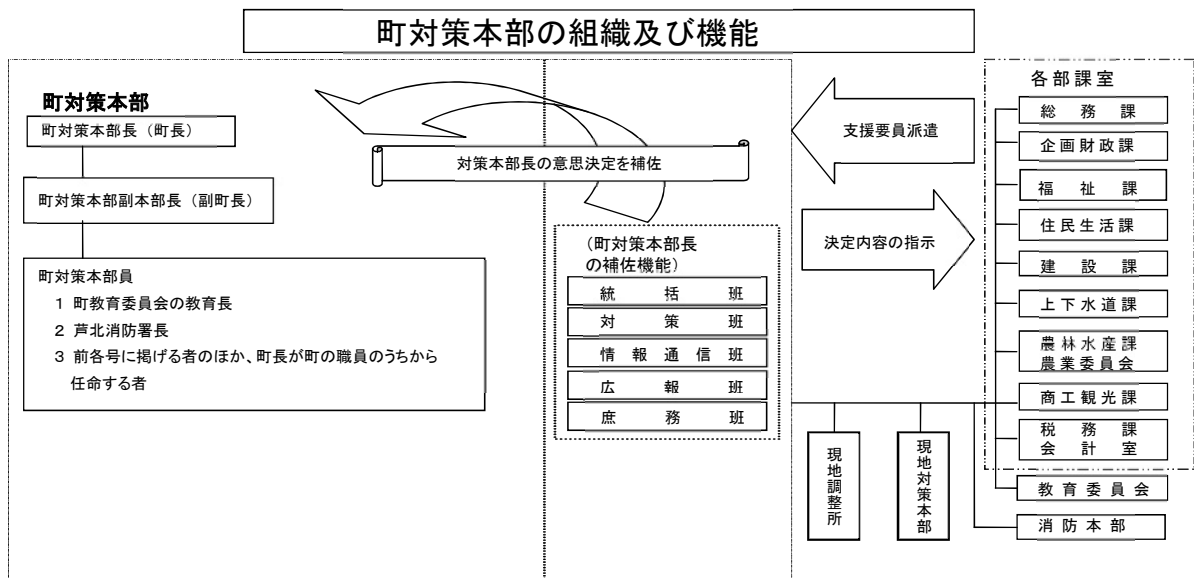 町対策本部の組織及び機能
町対策本部
町対策本部長（町長）
町対策本部副本部長（副町長）
町対策本部員
1 町教育委員会の教育長
2 芦北消防署長
3 前各号に掲げる者のほか、町長が町の職員のうちから
任命する者
対策本部長の意思決定を補佐
（町対策本部長
の補佐機能）
統括班
対策班
情報通信班
広報班
庶務班
支援要員派遣
決定内容の指示
現地調整所
現地対策本部
各部課室
総務課
企画財政課
福祉課
住民生活課
建設課
上下水道課
農林水産課
農業委員会
商工観光課
税務課
会計室
教育委員会
消防本部